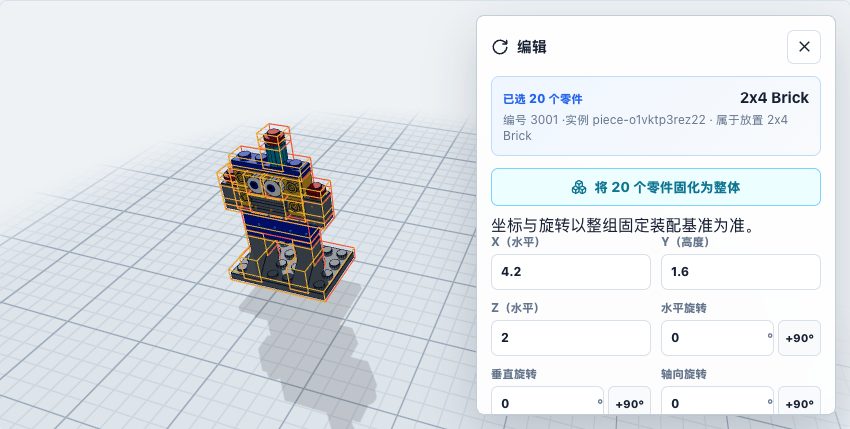 编辑
已选 20 个零件
2x4 Brick
编号 3001 ·实例 piece-o1vktp3rez22 · 属于放置 2x4
Brick
将 20 个零件固化为整体
坐标与旋转以整组固定装配基准为准。
X（水平）
Y（高度）
4.2
1.6
Z（水平）
水平旋转
2
0
°
+90°
垂直旋转
轴向旋转
0
°
+90°
0
°
+90°